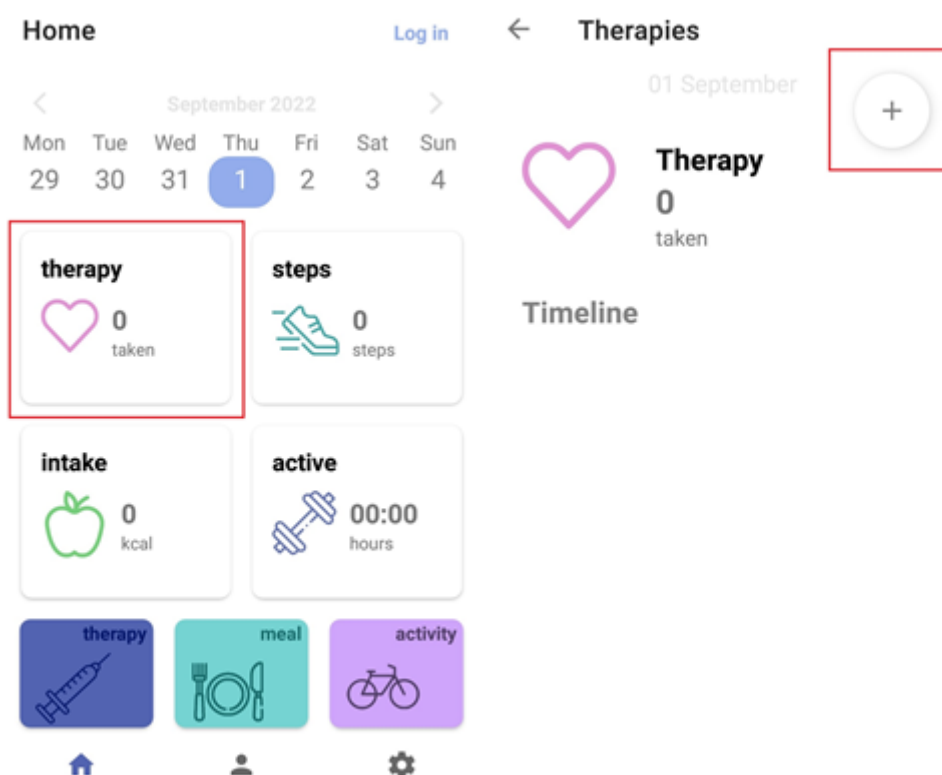 Home
Log in
September 2022
Mon Tue Wed Thu Fri Sat Sun
29 30 31 1 2 3 4
therapy
0
taken
steps
0
steps
intake
0
kcal
active
00:00
hours
therapy
meal
activity
Therapies
01 September
+
Therapy
0
taken
Timeline